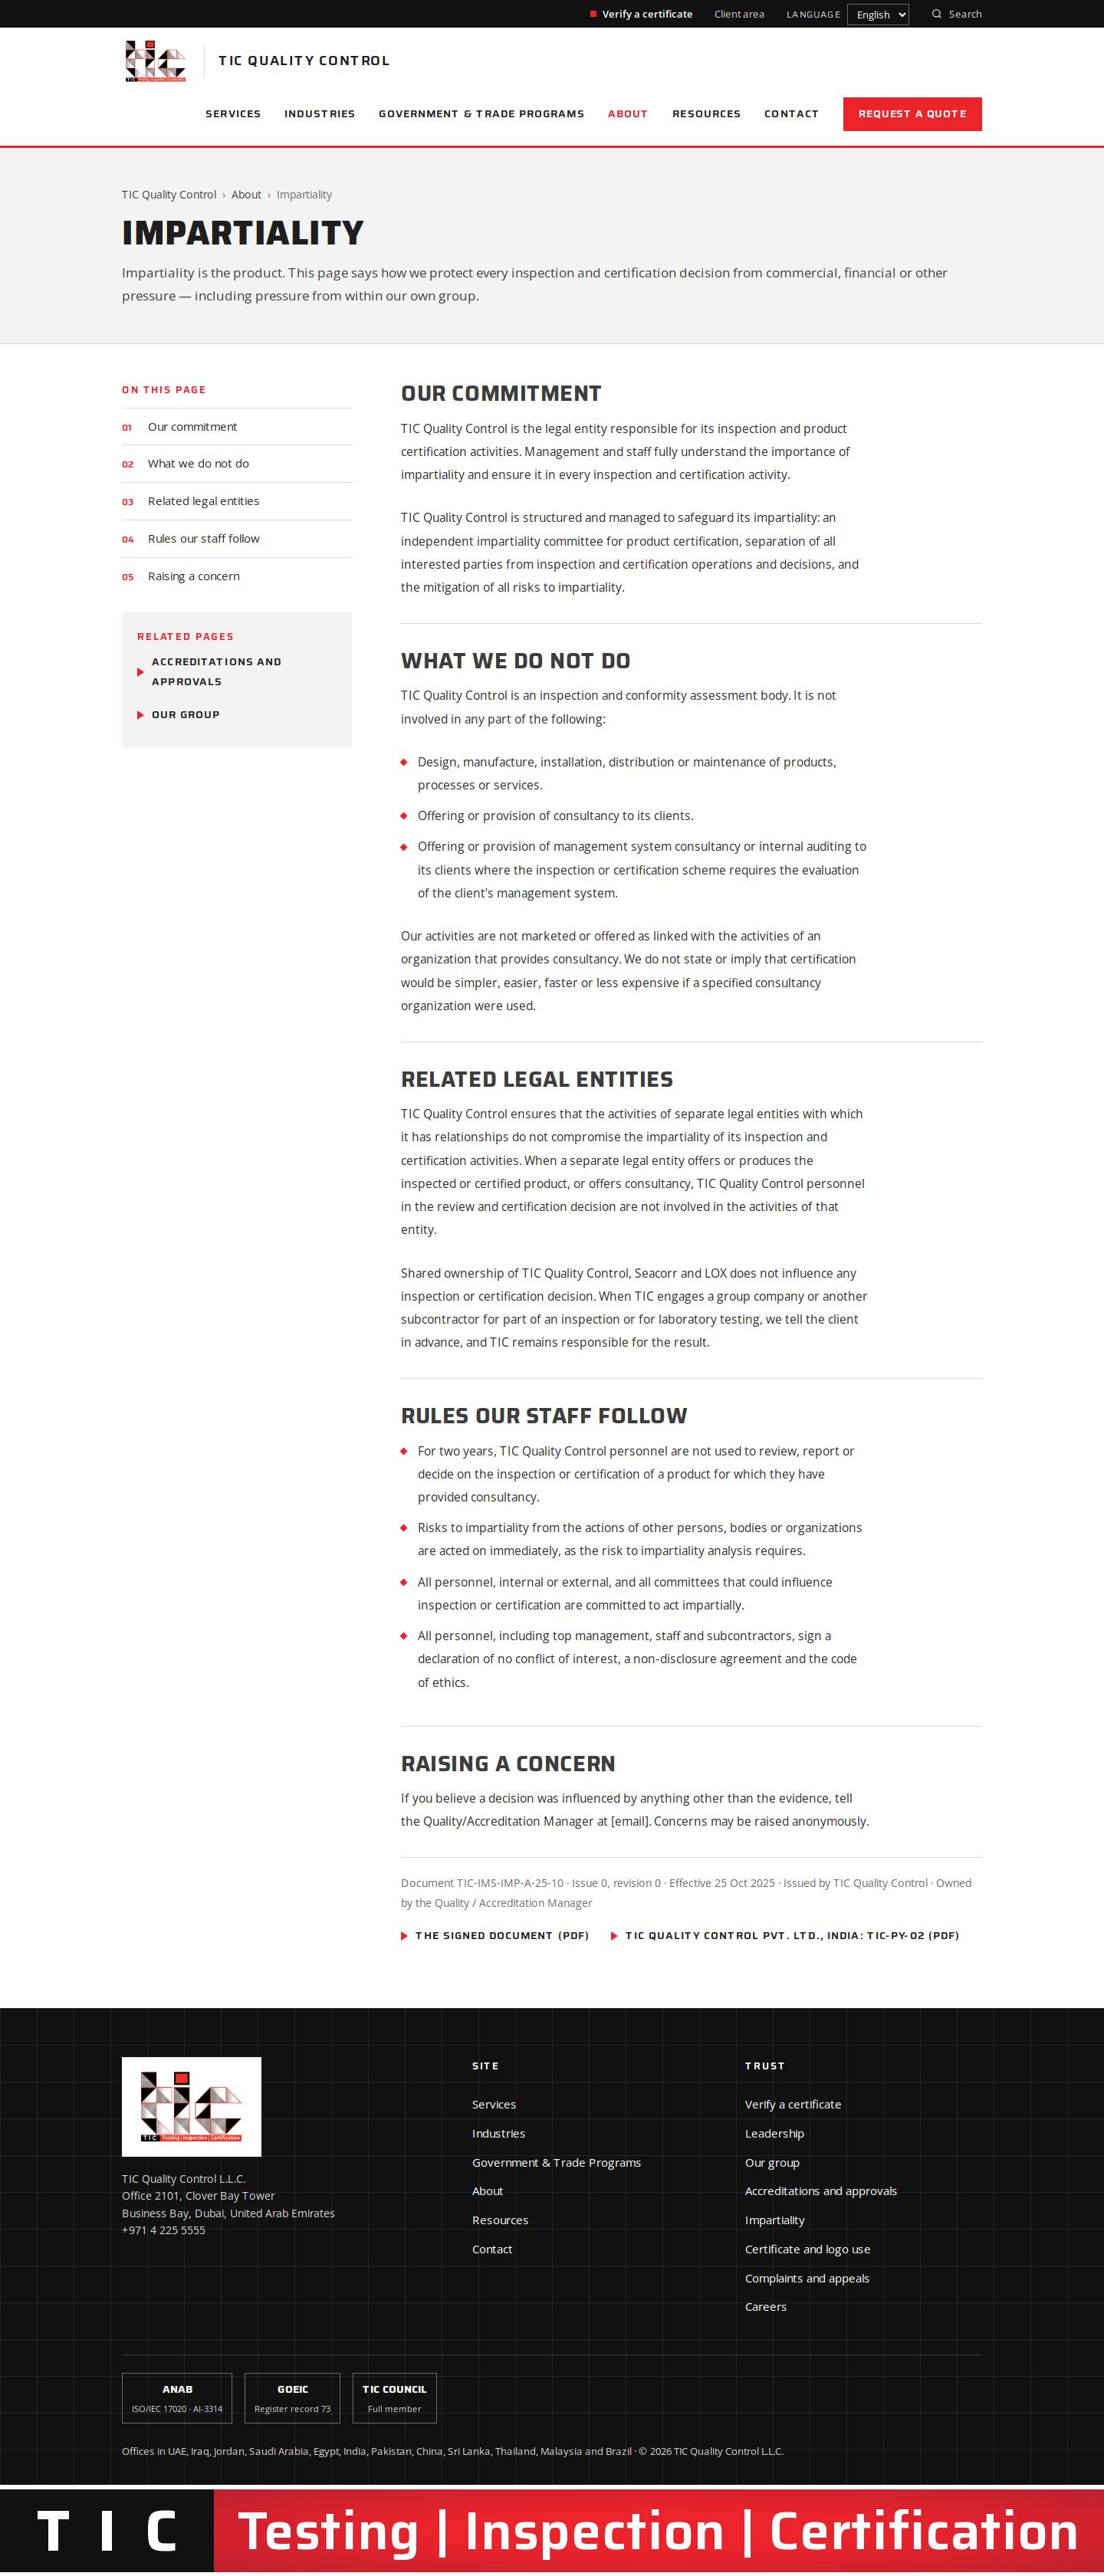 Verify a certificate
Client area
LANGUAGE
English
Search
tic
TIC Testing | Inspection | Certification
TIC QUALITY CONTROL
SERVICES
INDUSTRIES
GOVERNMENT & TRADE PROGRAMS
ABOUT
RESOURCES
CONTACT
REQUEST A QUOTE
TIC Quality Control › About › Impartiality
IMPARTIALITY
Impartiality is the product. This page says how we protect every inspection and certification decision from commercial, financial or other
pressure — including pressure from within our own group.
ON THIS PAGE
01 Our commitment
02 What we do not do
03 Related legal entities
04 Rules our staff follow
05 Raising a concern
RELATED PAGES
ACCREDITATIONS AND
APPROVALS
OUR GROUP
OUR COMMITMENT
TIC Quality Control is the legal entity responsible for its inspection and product
certification activities. Management and staff fully understand the importance of
impartiality and ensure it in every inspection and certification activity.
TIC Quality Control is structured and managed to safeguard its impartiality: an
independent impartiality committee for product certification, separation of all
interested parties from inspection and certification operations and decisions, and
the mitigation of all risks to impartiality.
WHAT WE DO NOT DO
TIC Quality Control is an inspection and conformity assessment body. It is not
involved in any part of the following:
Design, manufacture, installation, distribution or maintenance of products,
processes or services.
Offering or provision of consultancy to its clients.
Offering or provision of management system consultancy or internal auditing to
its clients where the inspection or certification scheme requires the evaluation
of the client's management system.
Our activities are not marketed or offered as linked with the activities of an
organization that provides consultancy. We do not state or imply that certification
would be simpler, easier, faster or less expensive if a specified consultancy
organization were used.
RELATED LEGAL ENTITIES
TIC Quality Control ensures that the activities of separate legal entities with which
it has relationships do not compromise the impartiality of its inspection and
certification activities. When a separate legal entity offers or produces the
inspected or certified product, or offers consultancy, TIC Quality Control personnel
in the review and certification decision are not involved in the activities of that
entity.
Shared ownership of TIC Quality Control, Seacorr and LOX does not influence any
inspection or certification decision. When TIC engages a group company or another
subcontractor for part of an inspection or for laboratory testing, we tell the client
in advance, and TIC remains responsible for the result.
RULES OUR STAFF FOLLOW
For two years, TIC Quality Control personnel are not used to review, report or
decide on the inspection or certification of a product for which they have
provided consultancy.
Risks to impartiality from the actions of other persons, bodies or organizations
are acted on immediately, as the risk to impartiality analysis requires.
All personnel, internal or external, and all committees that could influence
inspection or certification are committed to act impartially.
All personnel, including top management, staff and subcontractors, sign a
declaration of no conflict of interest, a non-disclosure agreement and the code
of ethics.
RAISING A CONCERN
If you believe a decision was influenced by anything other than the evidence, tell
the Quality/Accreditation Manager at [email]. Concerns may be raised anonymously.
Document TIC-IMS-IMP-A-25-10 · Issue 0, revision 0 · Effective 25 Oct 2025 · Issued by TIC Quality Control · Owned
by the Quality / Accreditation Manager
THE SIGNED DOCUMENT (PDF)
TIC QUALITY CONTROL PVT. LTD., INDIA: TIC-PY-02 (PDF)
tic
TIC Testing | Inspection | Certification
TIC Quality Control L.L.C.
Office 2101, Clover Bay Tower
Business Bay, Dubai, United Arab Emirates
+971 4 225 5555
SITE
Services
Industries
Government & Trade Programs
About
Resources
Contact
TRUST
Verify a certificate
Leadership
Our group
Accreditations and approvals
Impartiality
Certificate and logo use
Complaints and appeals
Careers
ANAB
ISO/IEC 17020 · AI-3314
GOEIC
Register record 73
TIC COUNCIL
Full member
Offices in UAE, Iraq, Jordan, Saudi Arabia, Egypt, India, Pakistan, China, Sri Lanka, Thailand, Malaysia and Brazil · © 2026 TIC Quality Control L.L.C.
TIC Testing | Inspection | Certification